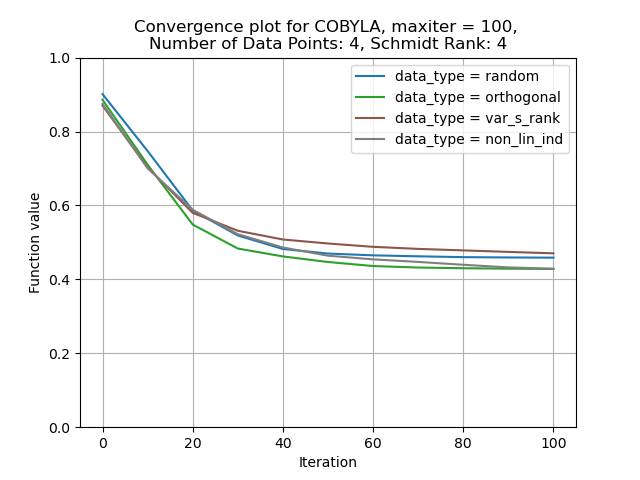 Convergence plot for COBYLA, maxiter = 100,
Number of Data Points: 4, Schmidt Rank: 4
data_type = random
data_type = orthogonal
data_type = var_s_rank
data_type = non_lin_ind
Function value
1.0
0.8
0.6
0.4
0.2
0.0
0 20 40 60 80 100
Iteration